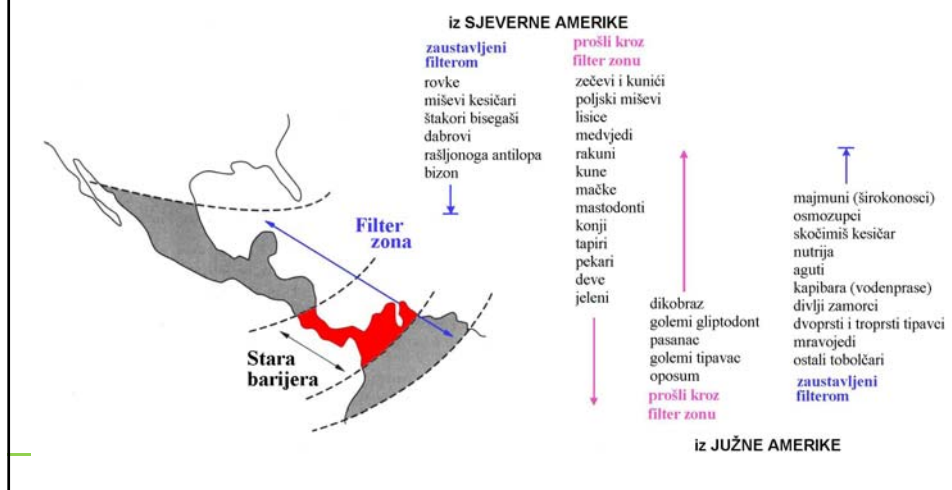 iz SJEVERNE AMERIKE
zaustavljeni
filterom
rovke
miševi kesičari
štakori bisegaši
dabrovi
rašljonoga antilopa
bizon
prošli kroz
filter zonu
zečevi i kunići
poljski miševi
lisice
medvjedi
rakuni
kune
mačke
mastodonti
konji
tapiri
pekari
deve
jeleni
Filter
zona
Stara
barijera
dikobraz
golemi gliptodont
pasanac
golemi tipavac
oposum
prošli kroz
filter zonu
majmuni (širokonosci)
osmozupci
skočimiš kesičar
nutrija
aguti
kapibara (vodenprase)
divlji zamorci
dvoprsti i troprsti tipavci
mravojedi
ostali tobolčari
zaustavljeni
filterom
iz JUŽNE AMERIKE